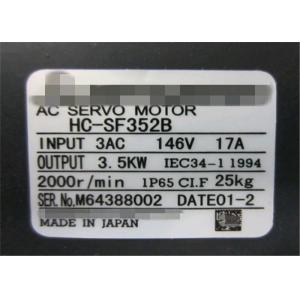 AC SERVO MOTOR
HC-SF352B
INPUT 3AC 146V 17A
OUTPUT 3.5KW IEC34-1 1994
2000r/min IP65 CI.F 25kg
SER.No.M64388002 DATE01-2
MADE IN JAPAN